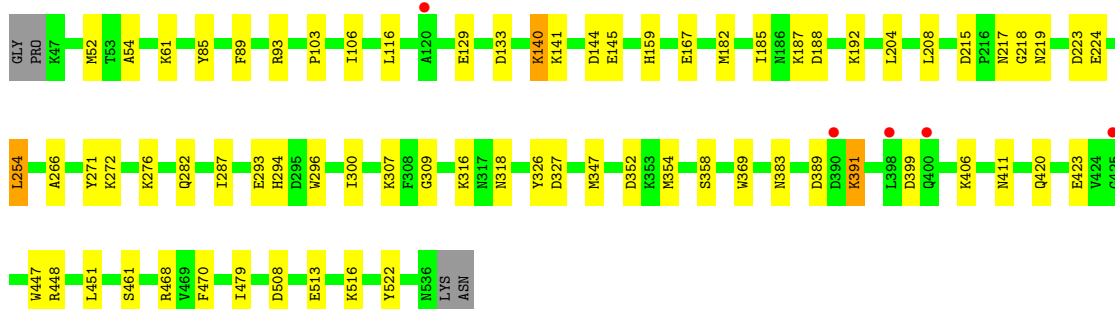 GLY PRO K47 M52 T53 A54 K61 Y85 F89 R93 P103 I106 L116 A120 E129 D133 K140 K141 D144 E145 H159 E167 M182 I185 N186 K187 D188 K192 L204 L208 D215 P216 N217 G218 N219 D223 E224
L254 A266 Y271 K272 K276 Q282 I287 E293 H294 D295 W296 I300 K307 F308 G309 K316 N317 N318 Y326 D327 M347 D352 K353 M354 S358 W369 N383 D389 D390 K391 L398 D399 Q400 K406 N411 Q420 E423 V424
W447 R448 L451 S461 R468 V469 F470 I479 D508 E513 K516 Y522 N536 LYS ASN